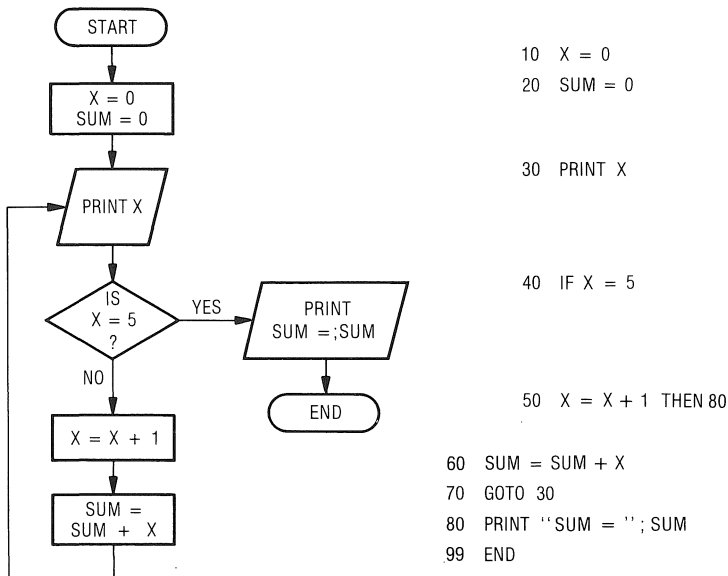 START
X = 0
SUM = 0
PRINT X
IS
X = 5
?
YES
PRINT
SUM =;SUM
NO
END
X = X + 1
SUM =
SUM + X
10 X = 0
20 SUM = 0
30 PRINT X
40 IF X = 5
50 X = X + 1 THEN 80
60 SUM = SUM + X
70 GOTO 30
80 PRINT ‘‘SUM = ’’; SUM
99 END